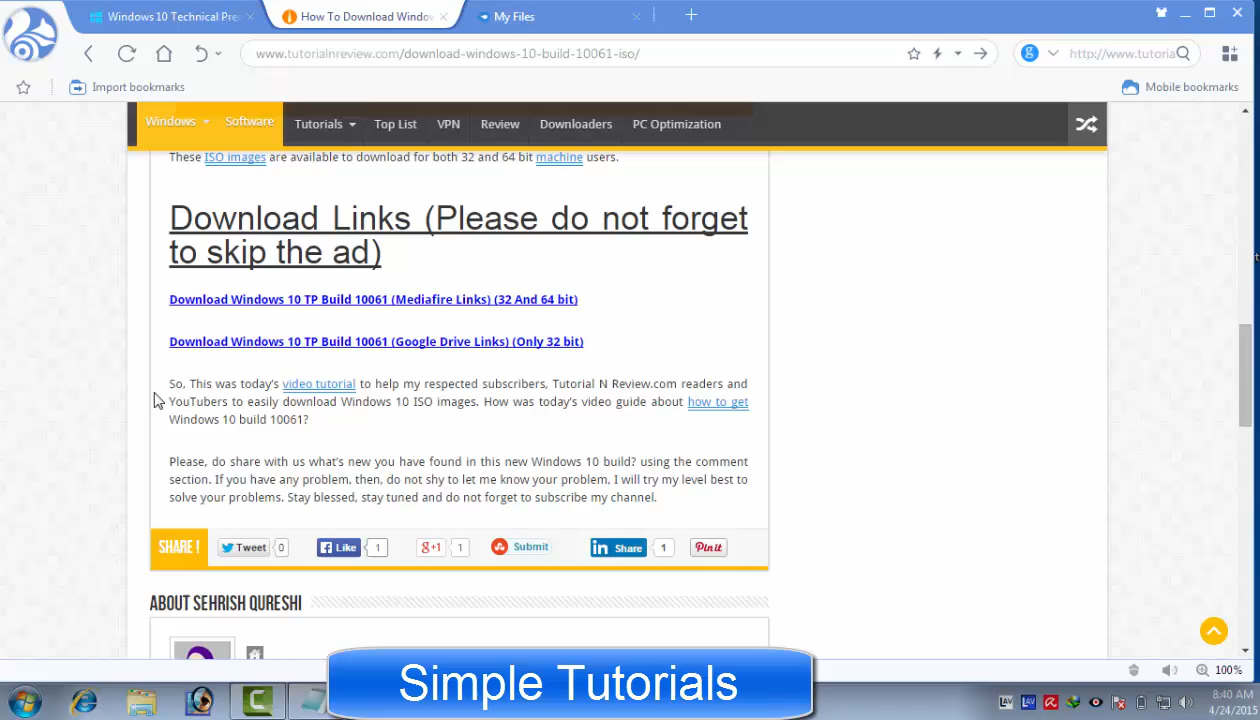 Windows 10 Technical Pre
How To Download Window
My Files
www.tutorialnreview.com/download-windows-10-build-10061-iso/
http://www.tutoria
Import bookmarks
Mobile bookmarks
Windows
Software
Tutorials
Top List
VPN
Review
Downloaders
PC Optimization
These ISO images are available to download for both 32 and 64 bit machine users.
Download Links (Please do not forget
to skip the ad)
Download Windows 10 TP Build 10061 (Mediafire Links) (32 And 64 bit)
Download Windows 10 TP Build 10061 (Google Drive Links) (Only 32 bit)
So, This was today's video tutorial to help my respected subscribers, Tutorial N Review.com readers and
YouTubers to easily download Windows 10 ISO images. How was today's video guide about how to get
Windows 10 build 10061?
Please, do share with us what's new you have found in this new Windows 10 build? using the comment
section. If you have any problem, then, do not shy to let me know your problem, I will try my level best to
solve your problems. Stay blessed, stay tuned and do not forget to subscribe my channel.
SHARE !
Tweet 0
Like 1
g+1 1
Submit
in Share 1
Pin it
ABOUT SEHRISH QURESHI
100%
Simple Tutorials
LAV
LAV
8:40 AM
4/24/2015